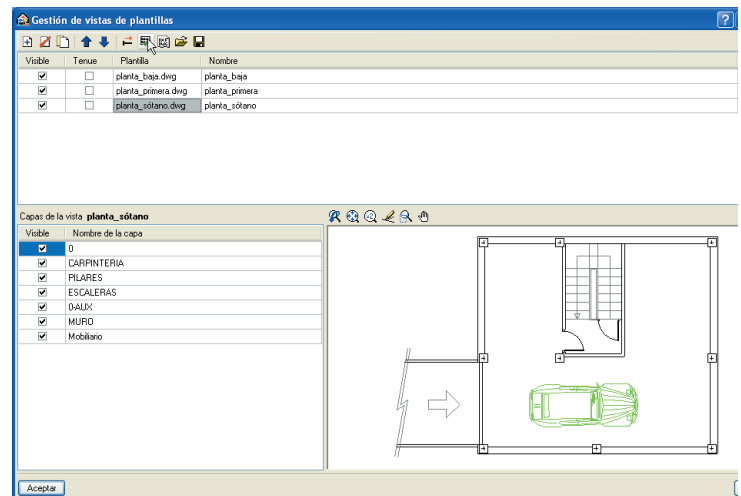 Gestión de vistas de plantillas
Visible Tenue Plantilla Nombre
planta_baja.dwg planta_baja
planta_primera.dwg planta_primera
planta_sótano.dwg planta_sótano
Capas de la vista planta_sótano
Visible Nombre de la capa
0
CARPINTERIA
PILARES
ESCALERAS
0-AUX
MURO
Mobiliario
Aceptar